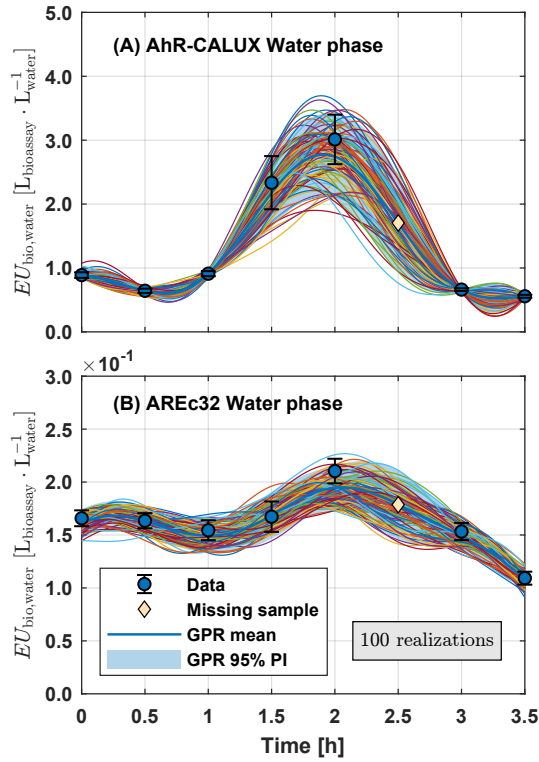 (A) AhR-CALUX Water phase
EU_bio,water [L_bioassay · L_water^-1]
5.0
4.0
3.0
2.0
1.0
0.0
× 10^-1
(B) AREc32 Water phase
EU_bio,water [L_bioassay · L_water^-1]
3.0
2.5
2.0
1.5
1.0
0.5
0.0
Data
Missing sample
GPR mean
GPR 95% PI
100 realizations
0 0.5 1 1.5 2 2.5 3 3.5
Time [h]